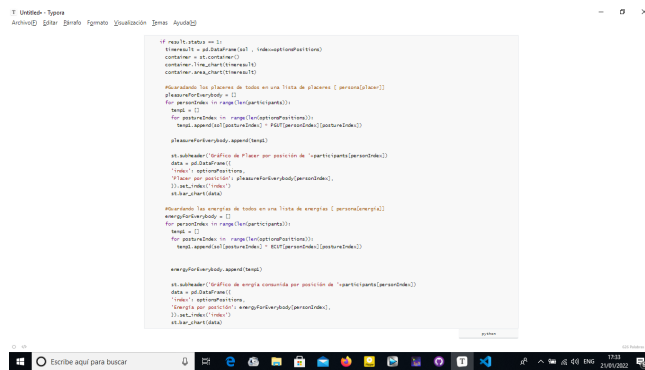 Untitled• - Typora
Archivo(F) Editar Párrafo Formato Visualización Temas Ayuda(H)
if result.status == 1:
timeresult = pd.DataFrame(sol , index=optionsPositions)
container = st.container()
container.line_chart(timeresult)
container.area_chart(timeresult)
#Guaradando los placeres de todos en una lista de placeres [ persona[placer]]
pleasureForEverybody = []
for personIndex in range(len(participants)):
temp1 = []
for postureIndex in range(len(optionsPositions)):
temp1.append(sol[postureIndex] * PGUT[personIndex][postureIndex])
pleasureForEverybody.append(temp1)
st.subheader('Gráfico de Placer por posición de '+participants[personIndex])
data = pd.DataFrame({
'index': optionsPositions,
'Placer por posición': pleasureForEverybody[personIndex],
}).set_index('index')
st.bar_chart(data)
#Guaradando las energias de todos en una lista de energias [ persona[energia]]
energyForEverybody = []
for personIndex in range(len(participants)):
temp1 = []
for postureIndex in range(len(optionsPositions)):
temp1.append(sol[postureIndex] * ECUT[personIndex][postureIndex])
energyForEverybody.append(temp1)
st.subheader('Gráfico de enrgía consumida por posición de '+participants[personIndex])
data = pd.DataFrame({
'index': optionsPositions,
'Energia por posición': energyForEverybody[personIndex],
}).set_index('index')
st.bar_chart(data)
python
Escribe aquí para buscar
ENG
17:33
21/01/2022